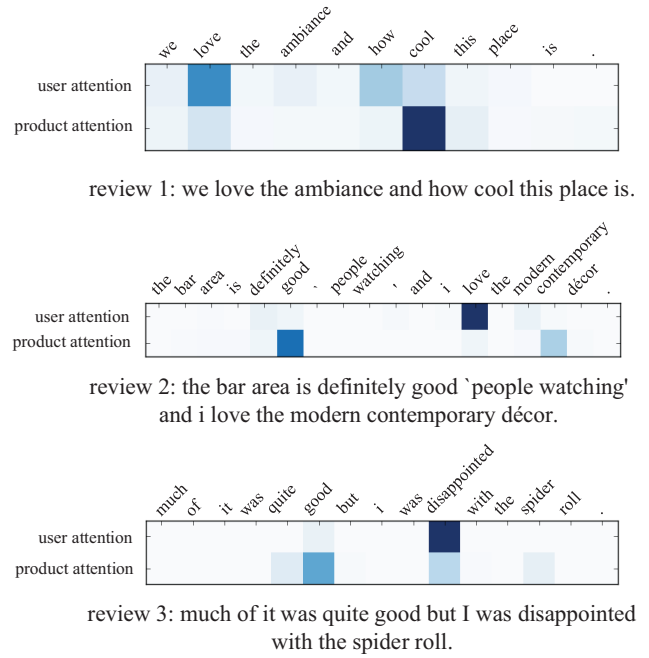 we love the ambiance and how cool this place is .
user attention
product attention
review 1: we love the ambiance and how cool this place is.
the bar area is definitely good ` people watching ' and i love the modern contemporary décor .
user attention
product attention
review 2: the bar area is definitely good `people watching'
and i love the modern contemporary décor.
much of it was quite good but i was disappointed with the spider roll .
user attention
product attention
review 3: much of it was quite good but I was disappointed
with the spider roll.